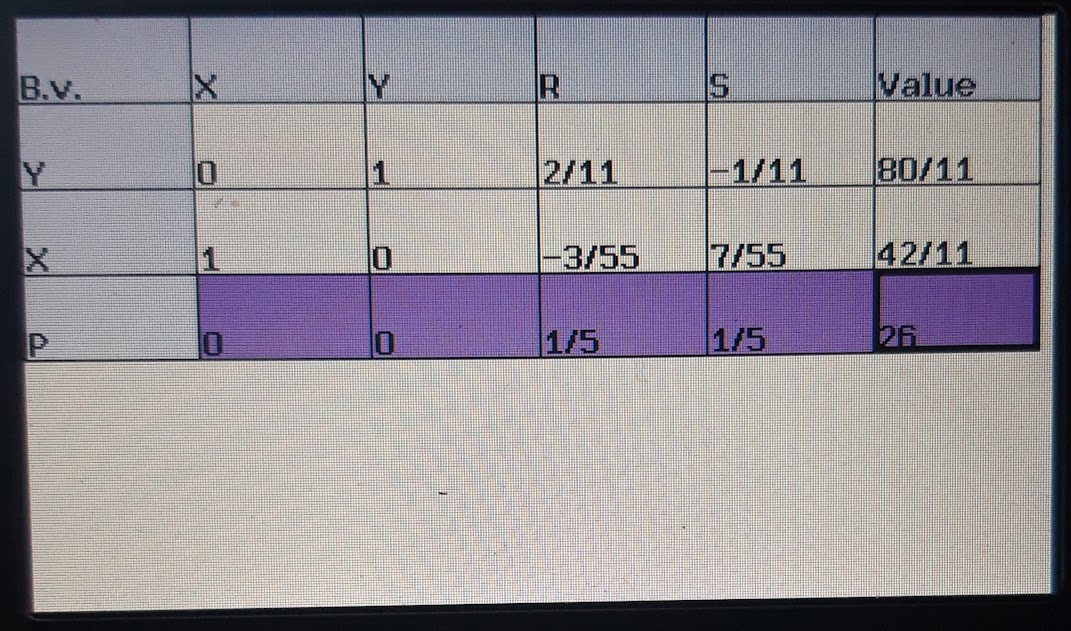 B.v. X Y R S Value
Y 0 1 2/11 -1/11 80/11
X 1 0 -3/55 7/55 42/11
P 0 0 1/5 1/5 26